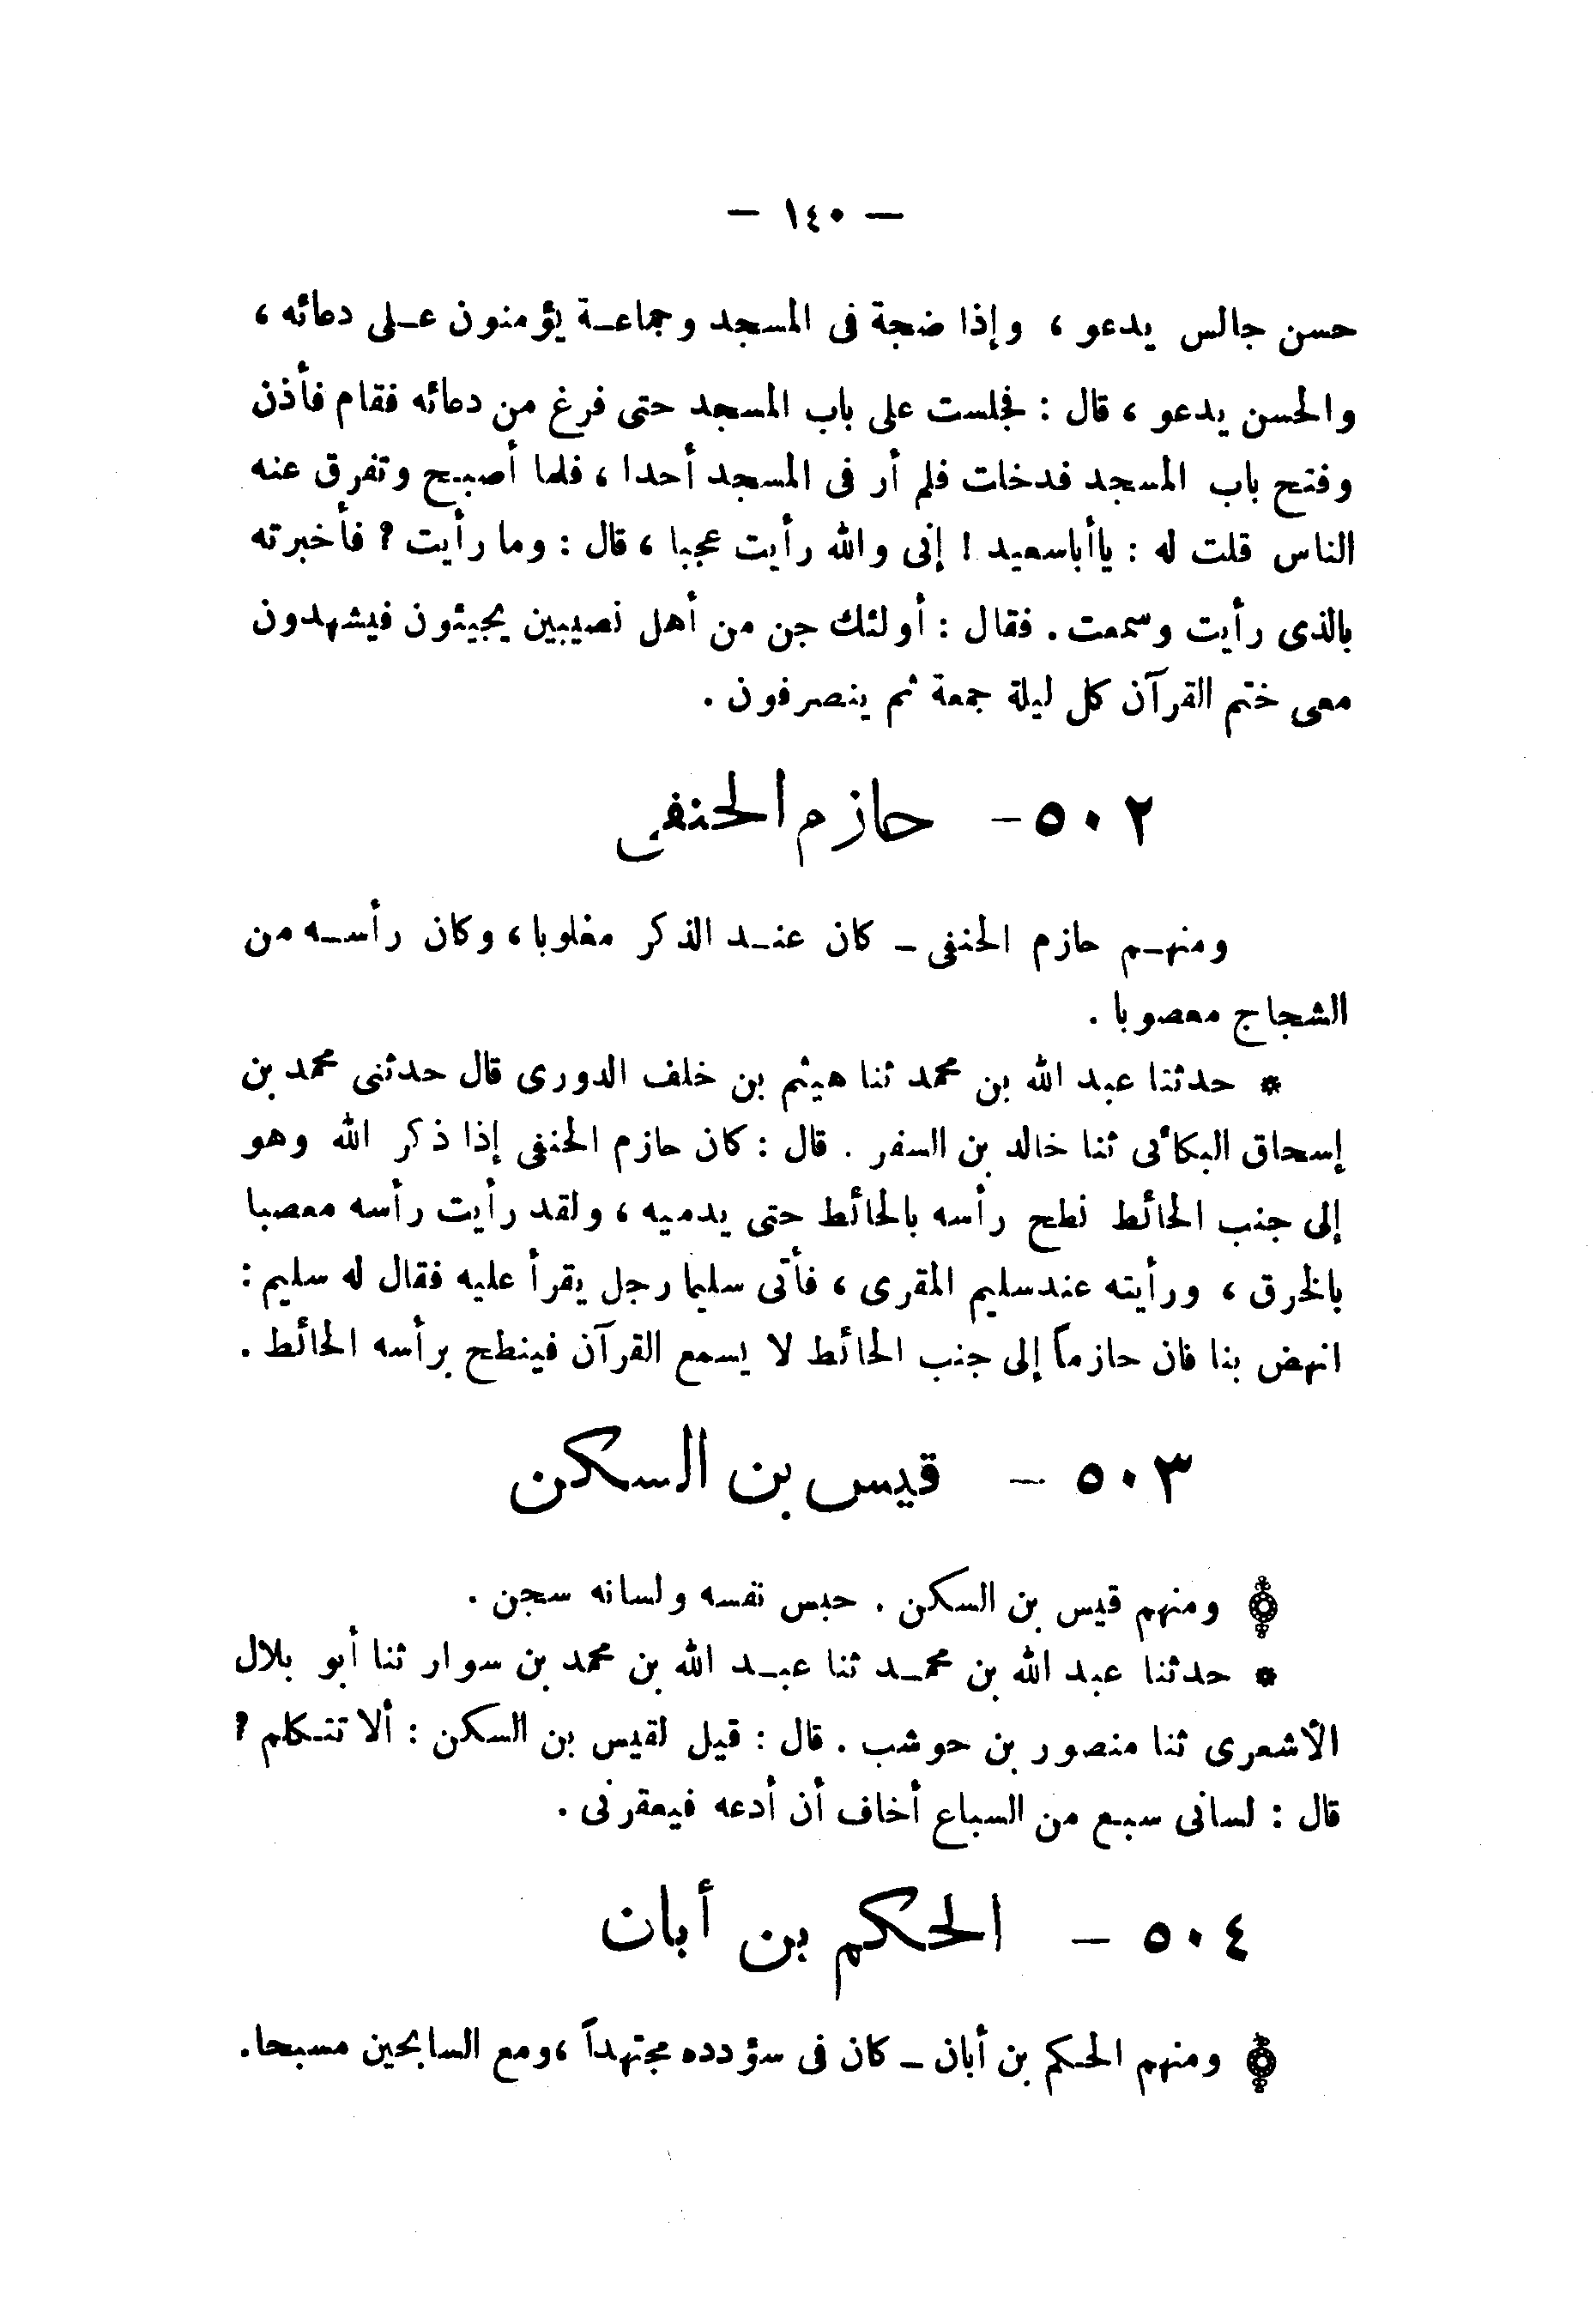 — ١٤٠ —
حسن جالس يدعو ، وإذا ضجة فى المسجد وجماعة يؤمنون على دعائه ،
والحسن يدعو ، قال : فجلست على باب المسجد حتى فرغ من دعائه فقام فأذن
وفتح باب المسجد فدخلت فلم أر فى المسجد أحدا ، فلما أصبح وتفرق عنه
الناس قلت له : ياأباسعيد ! إنى والله رأيت عجبا ، قال : وما رأيت ؟ فأخبرته
بالذى رأيت وسمعت . فقال : أولئك جن من أهل نصيبين يجيئون فيشهدون
معى ختم القرآن كل ليلة جمعة ثم ينصرفون .
٥٠٢ - حازم الحنفى
ومنهم حازم الحنفى - كان عند الذكر مغلوبا ، وكان رأسه من
الشجاج معصوبا .
* حدثنا عبد الله بن محمد ثنا هيثم بن خلف الدورى قال حدثنى محمد بن
إسحاق البكائى ثنا خالد بن السفر . قال : كان حازم الحنفى إذا ذكر الله وهو
إلى جنب الحائط نطح رأسه بالحائط حتى يدميه ، ولقد رأيت رأسه معصبا
بالخرق ، ورأيته عندسليم المقرى ، فأتى سليما رجل يقرأ عليه فقال له سليم :
انهض بنا فان حازماً إلى جنب الحائط لا يسمع القرآن فينطح برأسه الحائط .
٥٠٣ - قيس بن السكن
ومنهم قيس بن السكن . حبس نفسه ولسانه سجن .
* حدثنا عبد الله بن محمد ثنا عبد الله بن محمد بن سوار ثنا أبو بلال
الأشعرى ثنا منصور بن حوشب . قال : قيل لقيس بن السكن : ألا تتكلم ؟
قال : لسانى سبع من السباع أخاف أن أدعه فيعقرنى .
٥٠٤ - الحكم بن أبان
ومنهم الحكم بن أبان - كان فى سؤدده مجتهداً ، ومع السابحين مسبحا .